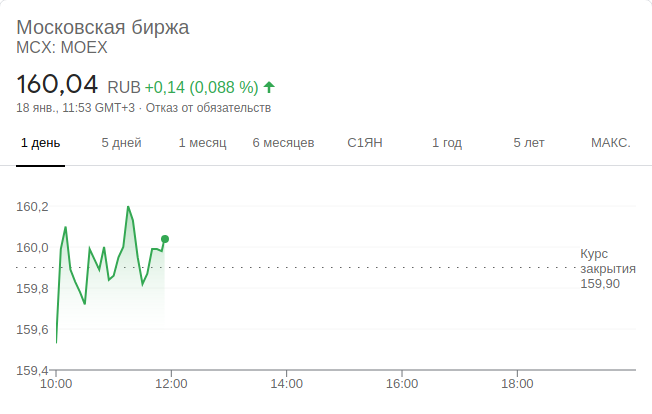 Московская биржа
MCX: MOEX
160,04 RUB +0,14 (0,088 %)
18 янв., 11:53 GMT+3 · Отказ от обязательств
1 день 5 дней 1 месяц 6 месяцев С1ЯН 1 год 5 лет МАКС.
160,2
160,0
Курс
закрытия
159,90
159,8
159,6
159,4
10:00 12:00 14:00 16:00 18:00